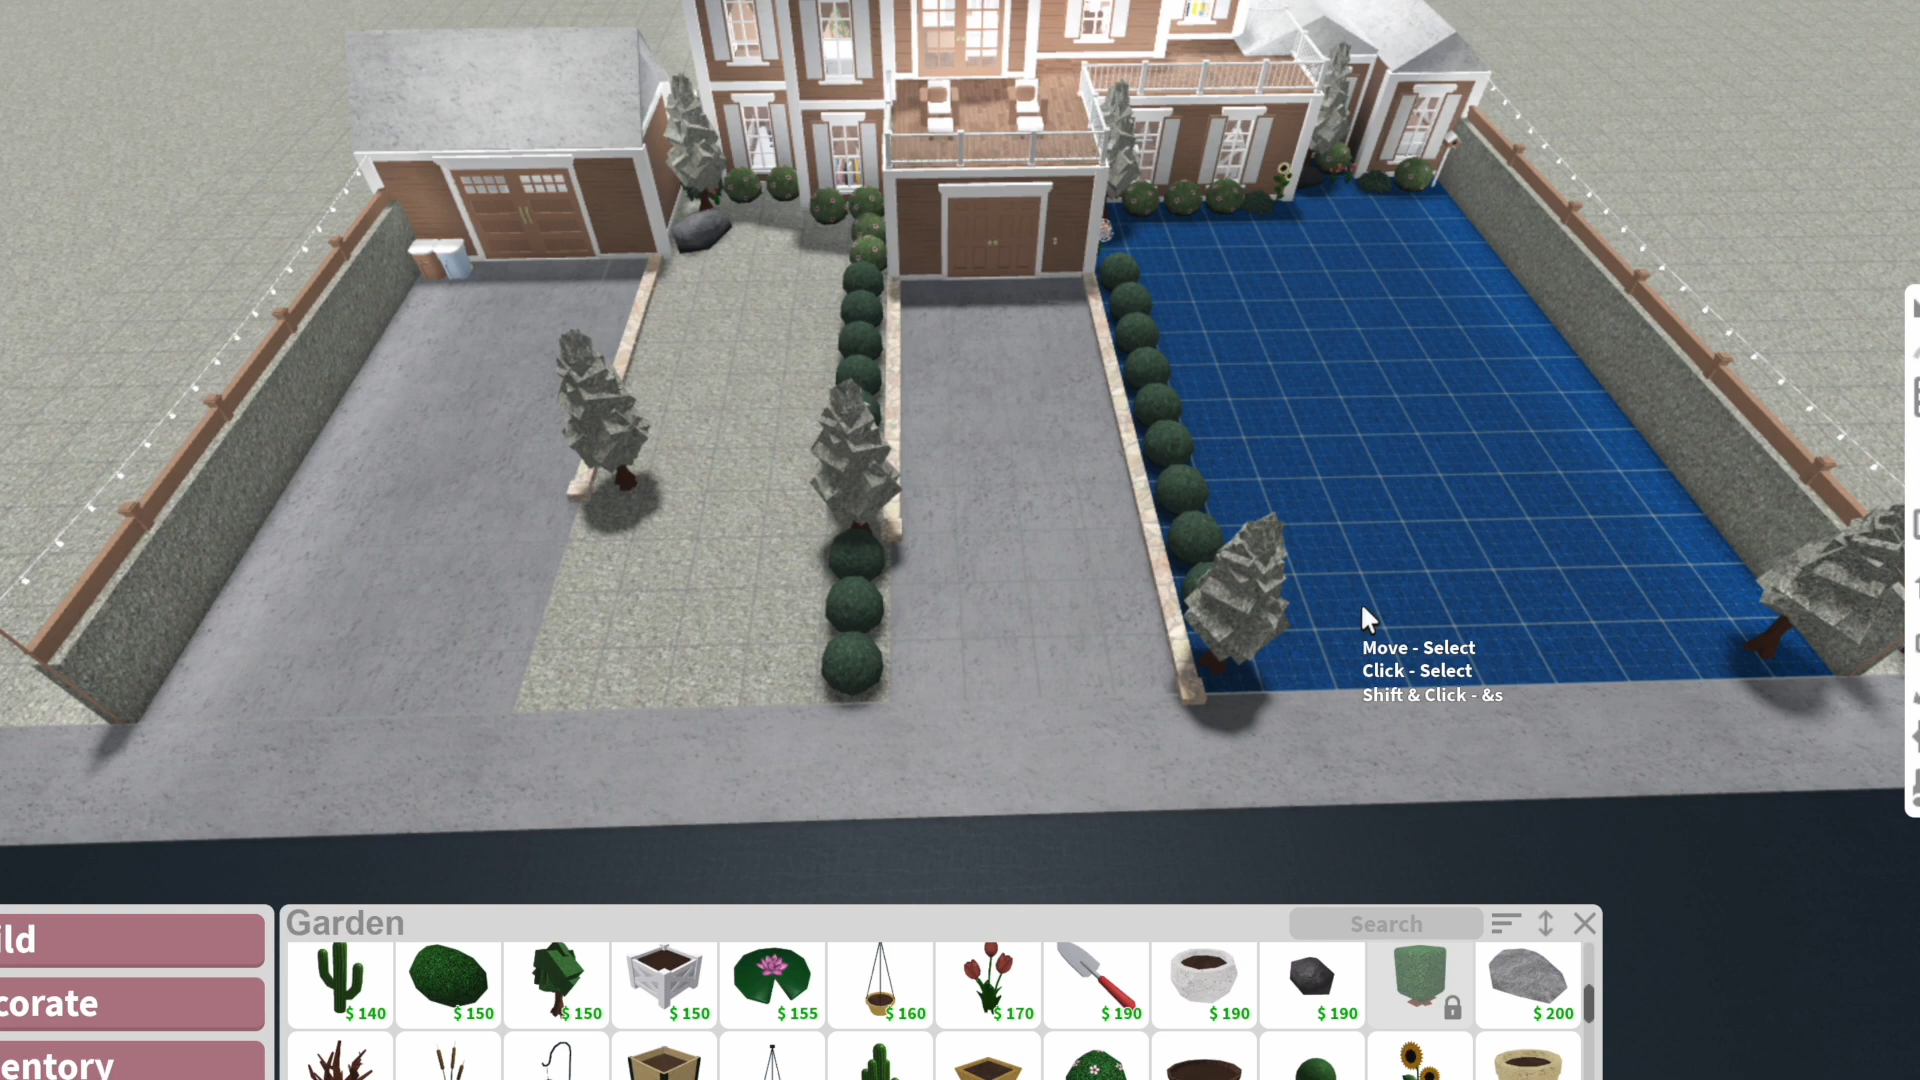 Move - Select
Click - Select
Shift & Click - &s
ild
Garden
Search
corate
$ 140
$ 150
$ 150
$ 150
$ 155
$ 160
$ 170
$ 190
$ 190
$ 190
$ 200
entory